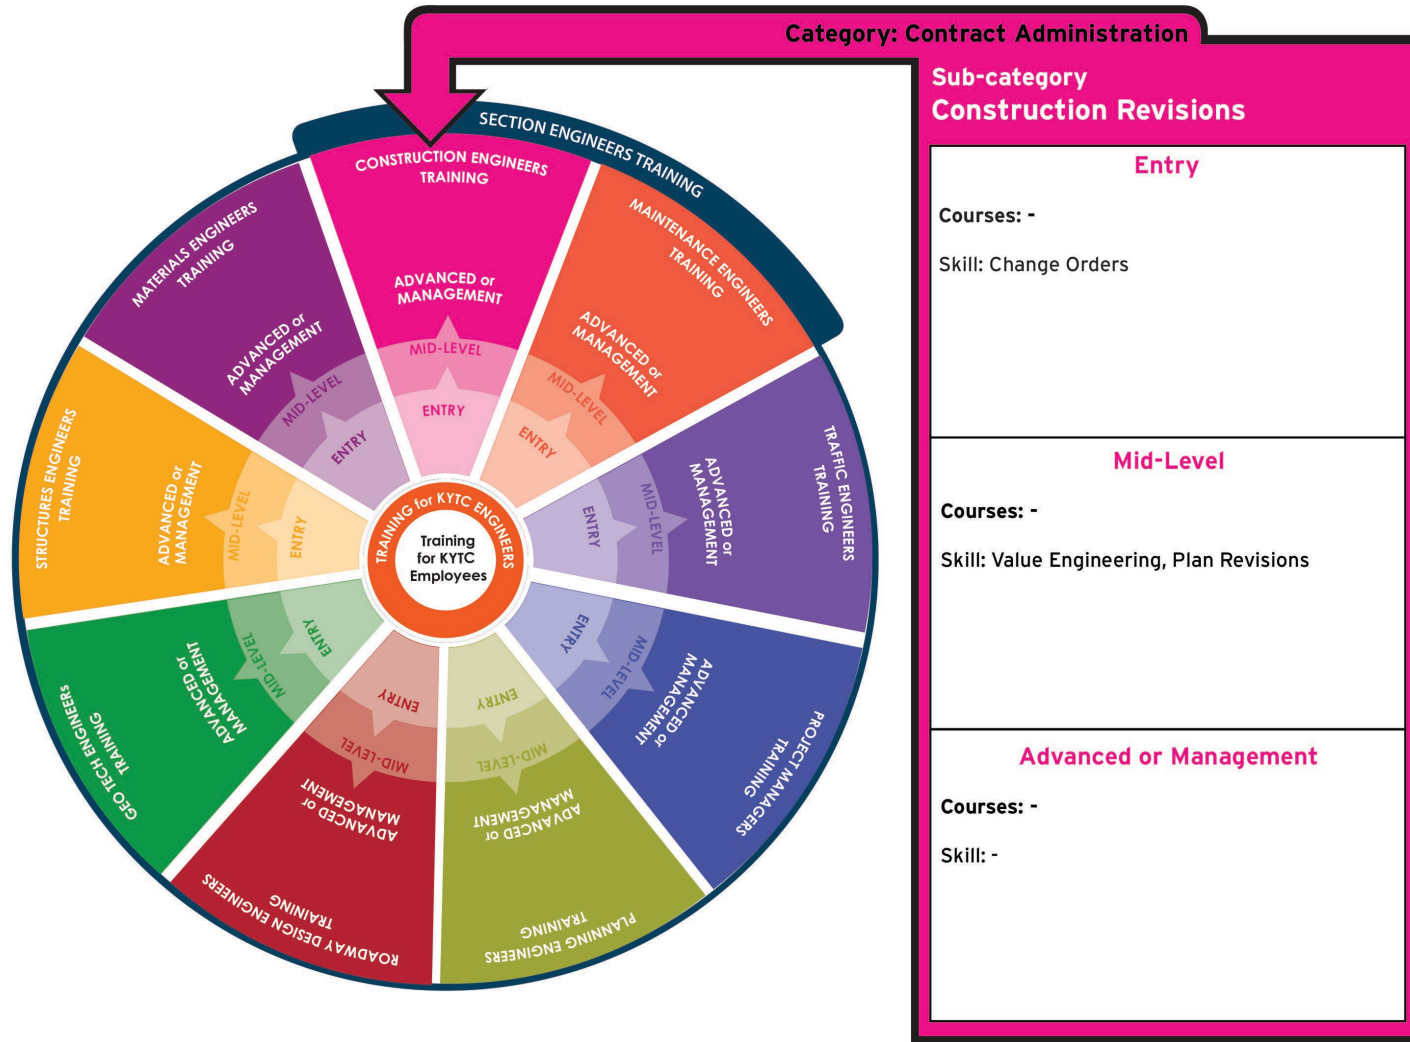 Category: Contract Administration
Sub-category
Construction Revisions
Entry
Courses: -
Skill: Change Orders
Mid-Level
Courses: -
Skill: Value Engineering, Plan Revisions
Advanced or Management
Courses: -
Skill: -
SECTION ENGINEERS TRAINING
CONSTRUCTION ENGINEERS
TRAINING
ADVANCED or
MANAGEMENT
MID-LEVEL
ENTRY
MAINTENANCE ENGINEERS
TRAINING
ADVANCED or
MANAGEMENT
MID-LEVEL
ENTRY
TRAFFIC ENGINEERS
TRAINING
ADVANCED or
MANAGEMENT
MID-LEVEL
ENTRY
PROJECT MANAGERS
TRAINING
ADVANCED or
MANAGEMENT
MID-LEVEL
ENTRY
PLANNING ENGINEERS
TRAINING
ADVANCED or
MANAGEMENT
MID-LEVEL
ENTRY
ROADWAY DESIGN ENGINEERS
TRAINING
ADVANCED or
MANAGEMENT
MID-LEVEL
ENTRY
GEO TECH ENGINEERS
TRAINING
ADVANCED or
MANAGEMENT
MID-LEVEL
ENTRY
STRUCTURES ENGINEERS
TRAINING
ADVANCED or
MANAGEMENT
MID-LEVEL
ENTRY
MATERIALS ENGINEERS
TRAINING
ADVANCED or
MANAGEMENT
MID-LEVEL
ENTRY
TRAINING for KYTC ENGINEERS
Training
for KYTC
Employees